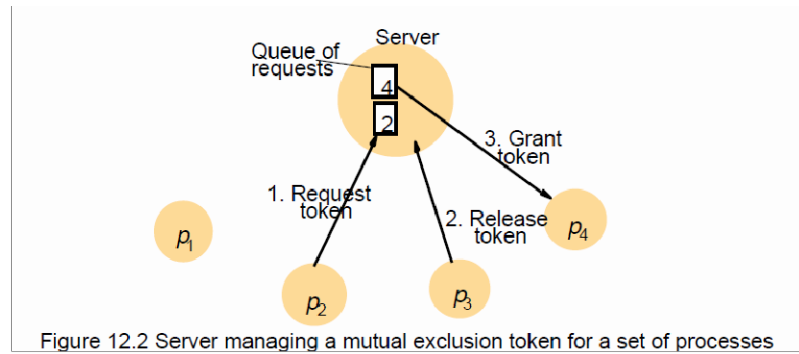 Server
Queue of
requests
4
2
3. Grant
token
1. Request
token
2. Release
token
p1
p2
p3
p4
Figure 12.2 Server managing a mutual exclusion token for a set of processes